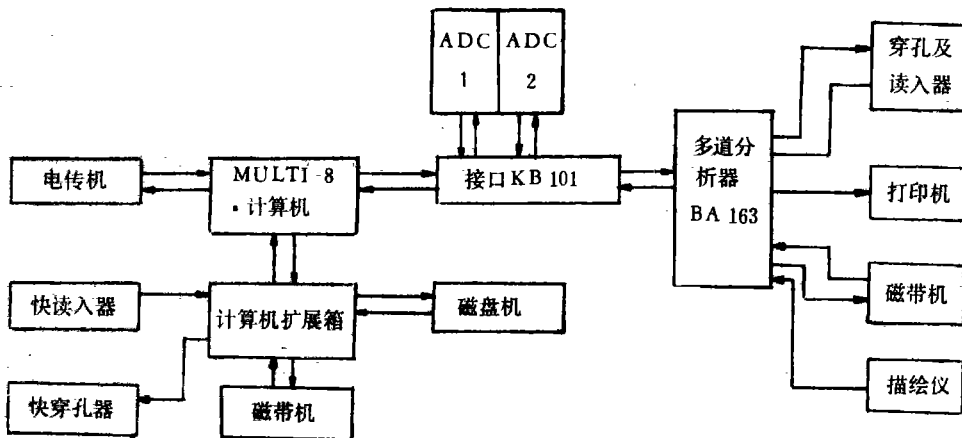 ADC
1
ADC
2
穿孔及
读入器
电传机
MULTI-8
计算机
接口KB 101
多道分
析器
BA 163
打印机
快读入器
计算机扩展箱
磁盘机
磁带机
快穿孔器
磁带机
描绘仪